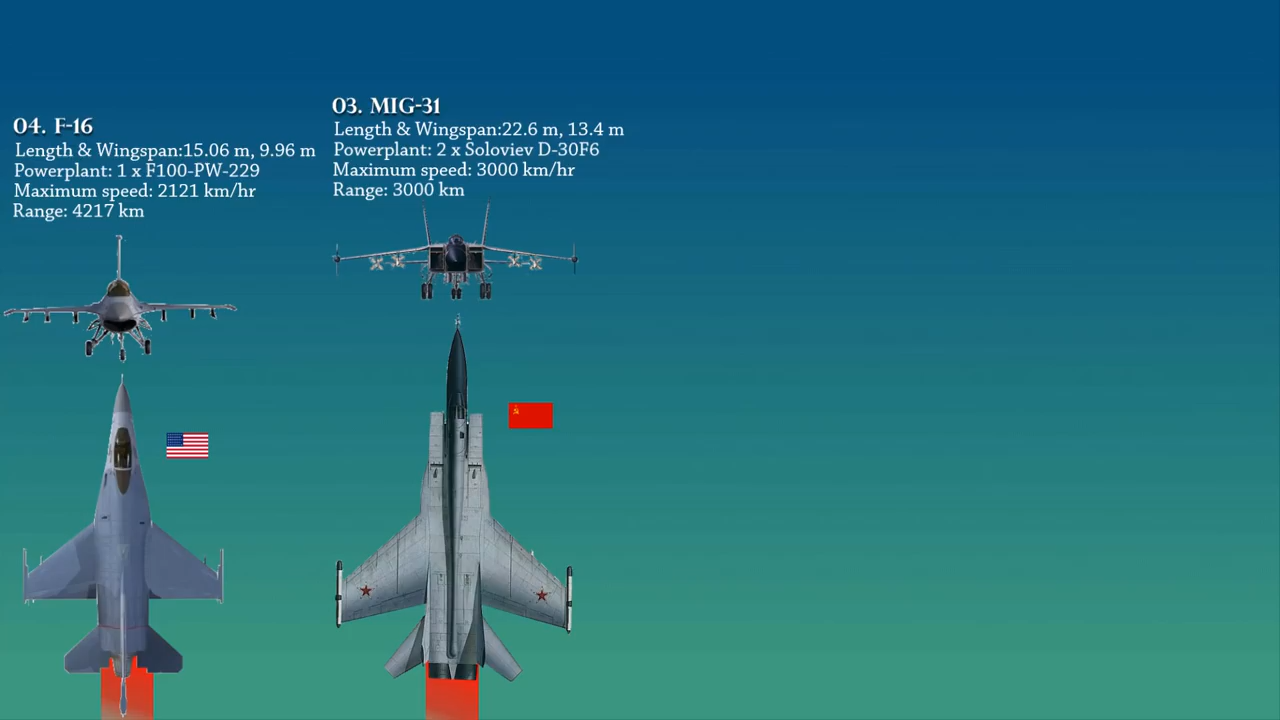 04. F-16
Length & Wingspan:15.06 m, 9.96 m
Powerplant: 1 x F100-PW-229
Maximum speed: 2121 km/hr
Range: 4217 km
03. MIG-31
Length & Wingspan:22.6 m, 13.4 m
Powerplant: 2 x Soloviev D-30F6
Maximum speed: 3000 km/hr
Range: 3000 km